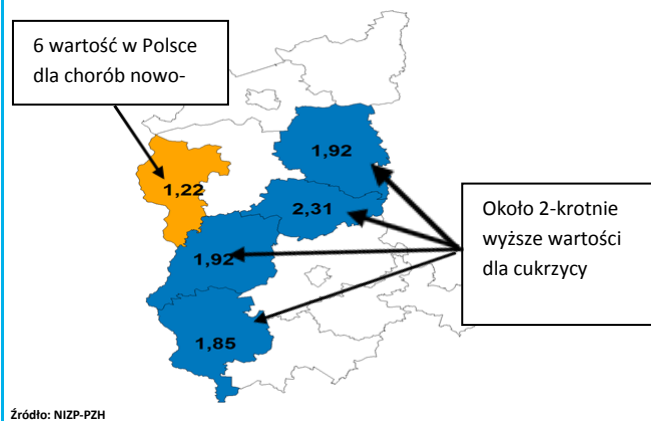 6 wartość w Polsce
dla chorób nowo-
1,92
1,22
2,31
Około 2-krotnie
wyższe wartości
dla cukrzycy
1,92
1,85
Źródło: NIZP-PZH